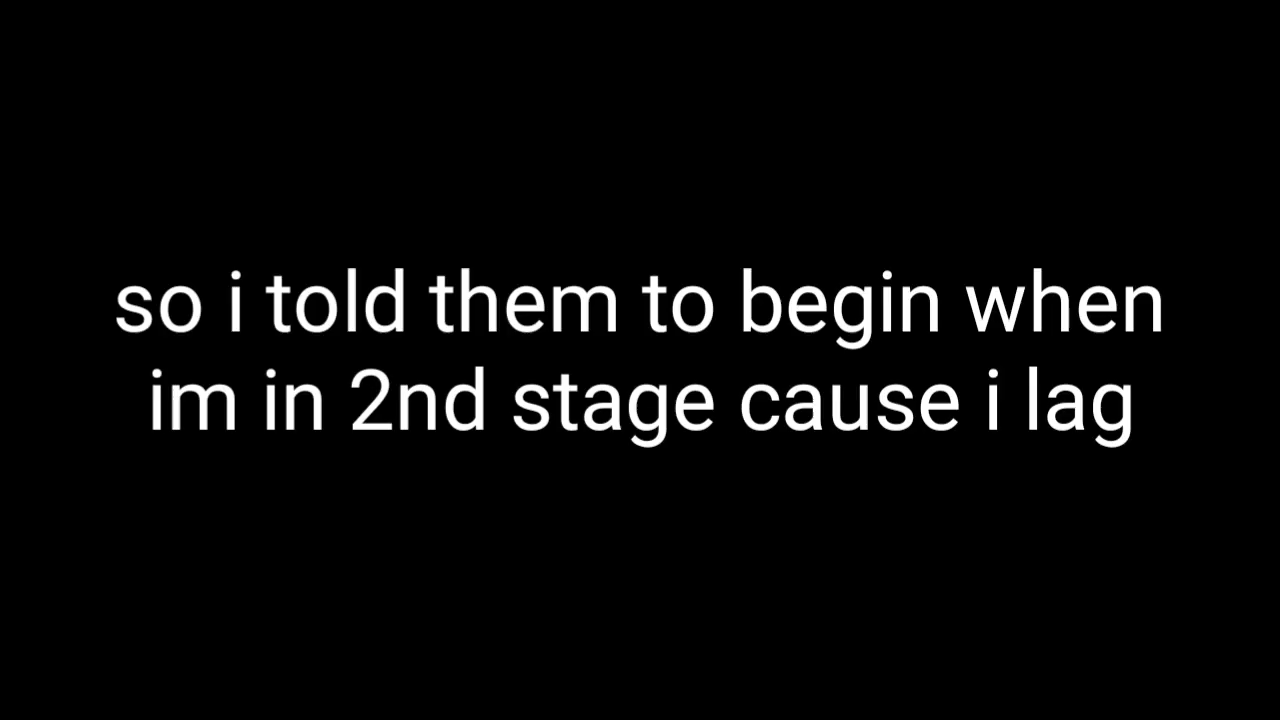 so i told them to begin when
im in 2nd stage cause i lag